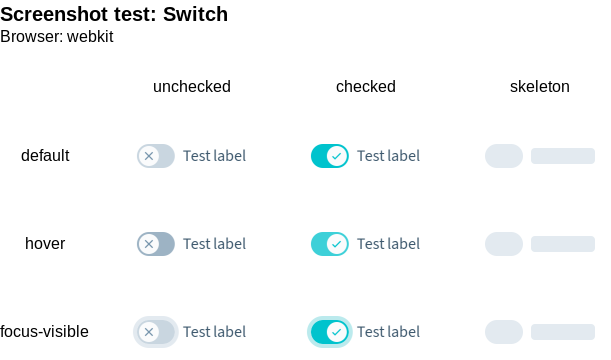 Screenshot test: Switch
Browser: webkit
unchecked checked skeleton
default Test label Test label
hover Test label Test label
focus-visible Test label Test label